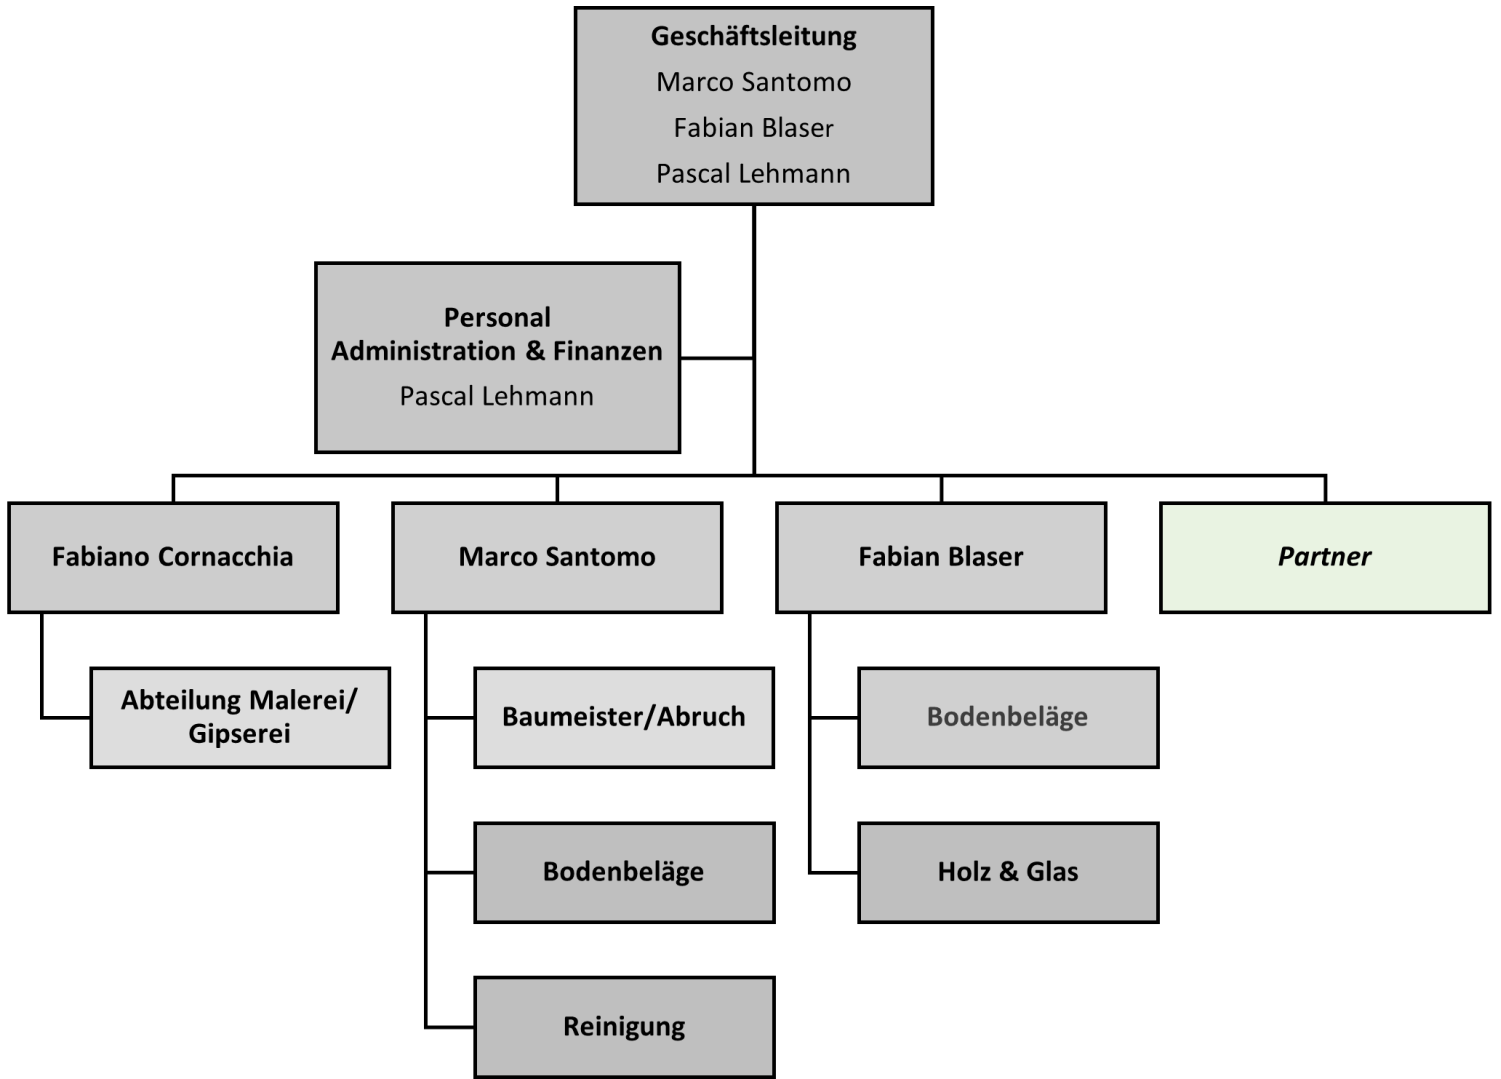 Geschäftsleitung
Marco Santomo
Fabian Blaser
Pascal Lehmann
Personal
Administration & Finanzen
Pascal Lehmann
Fabiano Cornacchia
Marco Santomo
Fabian Blaser
Partner
Abteilung Malerei/
Gipserei
Baumeister/Abruch
Bodenbeläge
Bodenbeläge
Holz & Glas
Reinigung